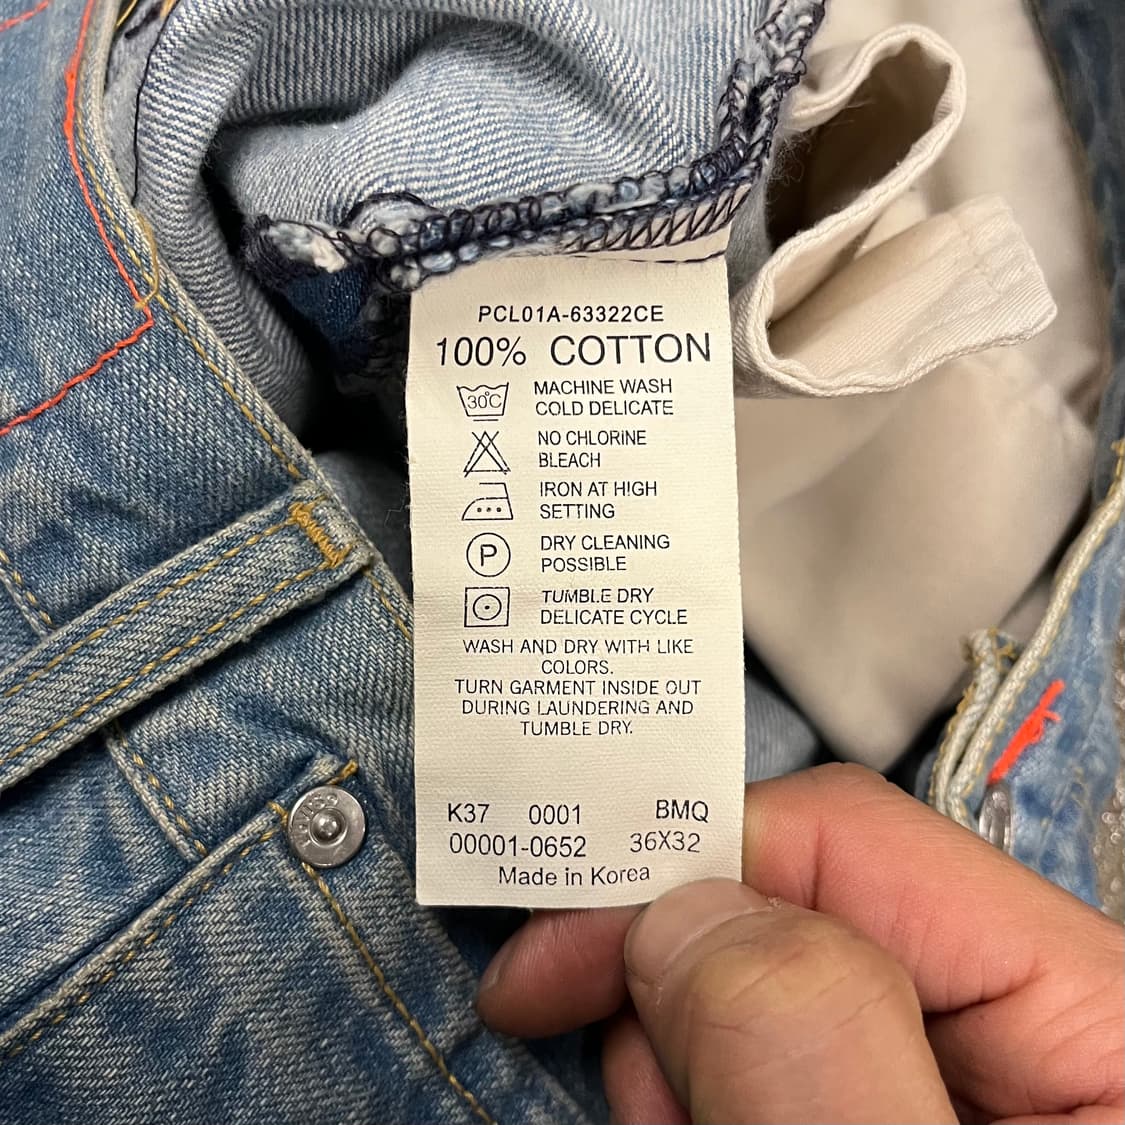 PCL01A-63322CE
100% COTTON
30°C
MACHINE WASH
COLD DELICATE
NO CHLORINE
BLEACH
IRON AT HIGH
SETTING
P
DRY CLEANING
POSSIBLE
TUMBLE DRY
DELICATE CYCLE
WASH AND DRY WITH LIKE
COLORS.
TURN GARMENT INSIDE OUT
DURING LAUNDERING AND
TUMBLE DRY.
K37 0001 BMQ
00001-0652 36X32
Made in Korea